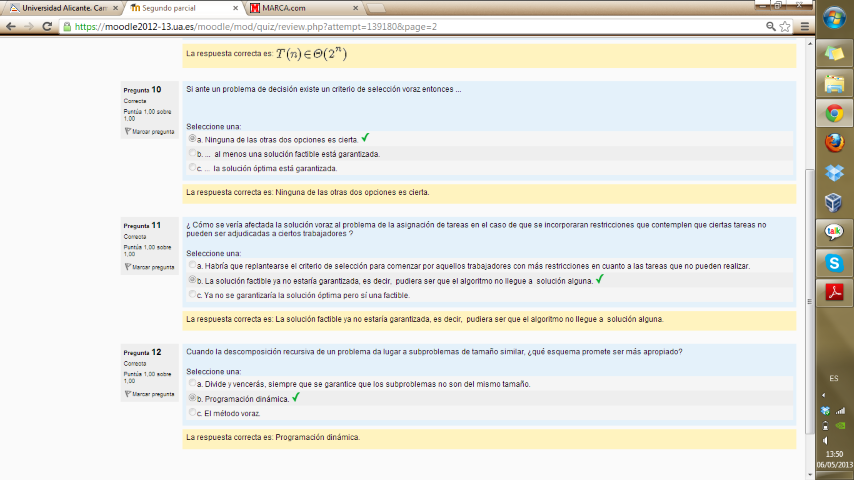 Universidad Alicante. Cam
Segundo parcial
MARCA.com
https://moodle2012-13.ua.es/moodle/mod/quiz/review.php?attempt=139180&page=2
La respuesta correcta es: T(n)∈Θ(2^n)
Pregunta 10
Correcta
Puntúa 1,00 sobre
1,00
Marcar pregunta
Si ante un problema de decisión existe un criterio de selección voraz entonces ...
Seleccione una:
a. Ninguna de las otras dos opciones es cierta.
b. ... al menos una solución factible está garantizada.
c. ... la solución óptima está garantizada.
La respuesta correcta es: Ninguna de las otras dos opciones es cierta.
Pregunta 11
Correcta
Puntúa 1,00 sobre
1,00
Marcar pregunta
¿ Cómo se vería afectada la solución voraz al problema de la asignación de tareas en el caso de que se incorporaran restricciones que contemplen que ciertas tareas no
pueden ser adjudicadas a ciertos trabajadores ?
Seleccione una:
a. Habría que replantearse el criterio de selección para comenzar por aquellos trabajadores con más restricciones en cuanto a las tareas que no pueden realizar.
b. La solución factible ya no estaría garantizada, es decir, pudiera ser que el algoritmo no llegue a solución alguna.
c. Ya no se garantizaría la solución óptima pero sí una factible.
La respuesta correcta es: La solución factible ya no estaría garantizada, es decir, pudiera ser que el algoritmo no llegue a solución alguna.
Pregunta 12
Correcta
Puntúa 1,00 sobre
1,00
Marcar pregunta
Cuando la descomposición recursiva de un problema da lugar a subproblemas de tamaño similar, ¿qué esquema promete ser más apropiado?
Seleccione una:
a. Divide y vencerás, siempre que se garantice que los subproblemas no son del mismo tamaño.
b. Programación dinámica.
c. El método voraz.
La respuesta correcta es: Programación dinámica.
talk
S
ES
13:50
06/05/2013